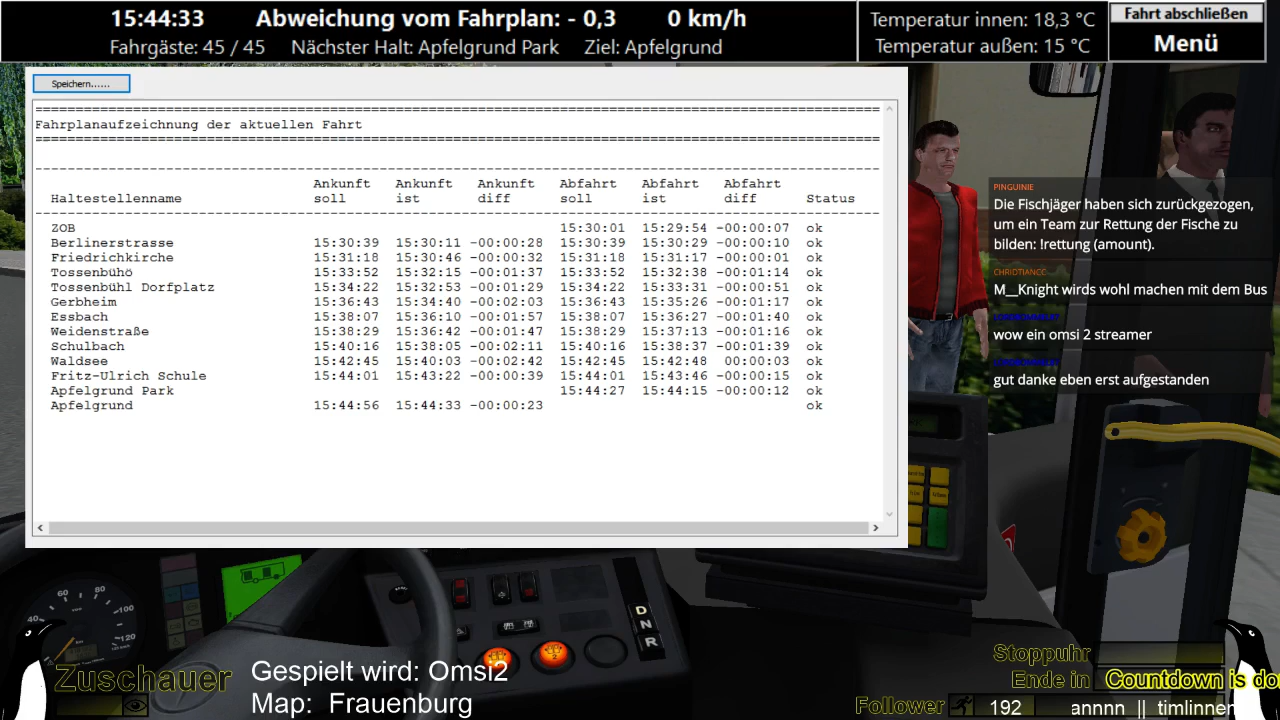 15:44:33 Abweichung vom Fahrplan: - 0,3 0 km/h
Fahrgäste: 45 / 45 Nächster Halt: Apfelgrund Park Ziel: Apfelgrund
Temperatur innen: 18,3 °C
Temperatur außen: 15 °C
Fahrt abschließen
Menü
Speichern......
Fahrplanaufzeichnung der aktuellen Fahrt
Ankunft Ankunft Ankunft Abfahrt Abfahrt Abfahrt
Haltestellenname soll ist diff soll ist diff Status
ZOB 15:30:01 15:29:54 -00:00:07 ok
Berlinerstrasse 15:30:39 15:30:11 -00:00:28 15:30:39 15:30:29 -00:00:10 ok
Friedrichkirche 15:31:18 15:30:46 -00:00:32 15:31:18 15:31:17 -00:00:01 ok
Tossenbühö 15:33:52 15:32:15 -00:01:37 15:33:52 15:32:38 -00:01:14 ok
Tossenbühl Dorfplatz 15:34:22 15:32:53 -00:01:29 15:34:22 15:33:31 -00:00:51 ok
Gerbheim 15:36:43 15:34:40 -00:02:03 15:36:43 15:35:26 -00:01:17 ok
Essbach 15:38:07 15:36:10 -00:01:57 15:38:07 15:36:27 -00:01:40 ok
Weidenstraße 15:38:29 15:36:42 -00:01:47 15:38:29 15:37:13 -00:01:16 ok
Schulbach 15:40:16 15:38:05 -00:02:11 15:40:16 15:38:37 -00:01:39 ok
Waldsee 15:42:45 15:40:03 -00:02:42 15:42:45 15:42:48 00:00:03 ok
Fritz-Ulrich Schule 15:44:01 15:43:22 -00:00:39 15:44:01 15:43:46 -00:00:15 ok
Apfelgrund Park 15:44:27 15:44:15 -00:00:12 ok
Apfelgrund 15:44:56 15:44:33 -00:00:23 ok
PINGUINIE
Die Fischjäger haben sich zurückgezogen,
um ein Team zur Rettung der Fische zu
bilden: !rettung (amount).
CHRIOTIANCC
M__Knight wirds wohl machen mit dem Bus
wow ein omsi 2 streamer
gut danke eben erst aufgestanden
60 80
40 100
120
D
N
R
Zuschauer
Gespielt wird: Omsi2
Map: Frauenburg
Stoppuhr
Ende in Countdown is do
Follower 192 annnn || timlinnen